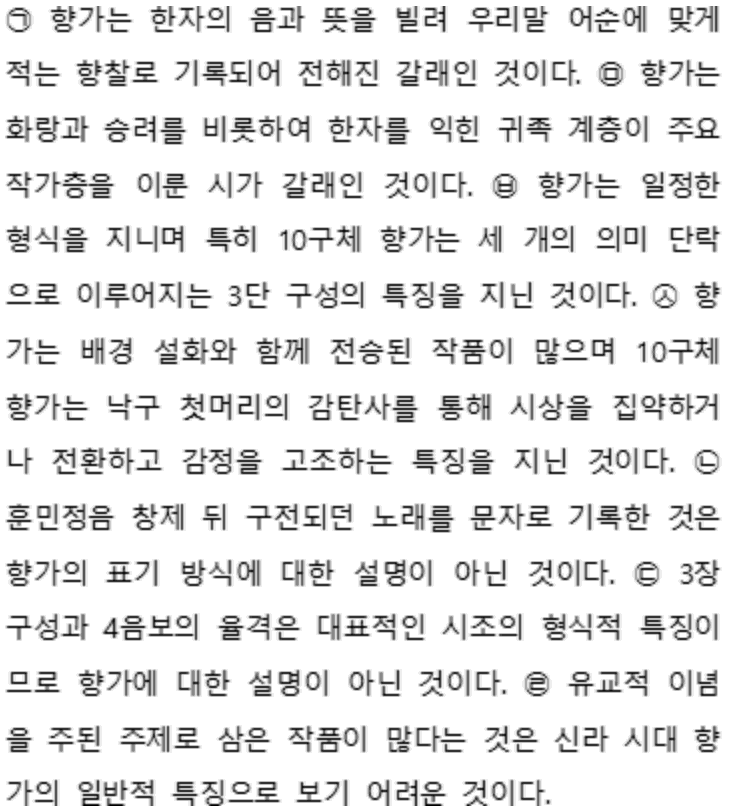 ㉠ 향가는 한자의 음과 뜻을 빌려 우리말 어순에 맞게
적는 향찰로 기록되어 전해진 갈래인 것이다. ㉤ 향가는
화랑과 승려를 비롯하여 한자를 익힌 귀족 계층이 주요
작가층을 이룬 시가 갈래인 것이다. ㉥ 향가는 일정한
형식을 지니며 특히 10구체 향가는 세 개의 의미 단락
으로 이루어지는 3단 구성의 특징을 지닌 것이다. ㉦ 향
가는 배경 설화와 함께 전승된 작품이 많으며 10구체
향가는 낙구 첫머리의 감탄사를 통해 시상을 집약하거
나 전환하고 감정을 고조하는 특징을 지닌 것이다. ㉡
훈민정음 창제 뒤 구전되던 노래를 문자로 기록한 것은
향가의 표기 방식에 대한 설명이 아닌 것이다. ㉢ 3장
구성과 4음보의 율격은 대표적인 시조의 형식적 특징이
므로 향가에 대한 설명이 아닌 것이다. ㉣ 유교적 이념
을 주된 주제로 삼은 작품이 많다는 것은 신라 시대 향
가의 일반적 특징으로 보기 어려운 것이다.